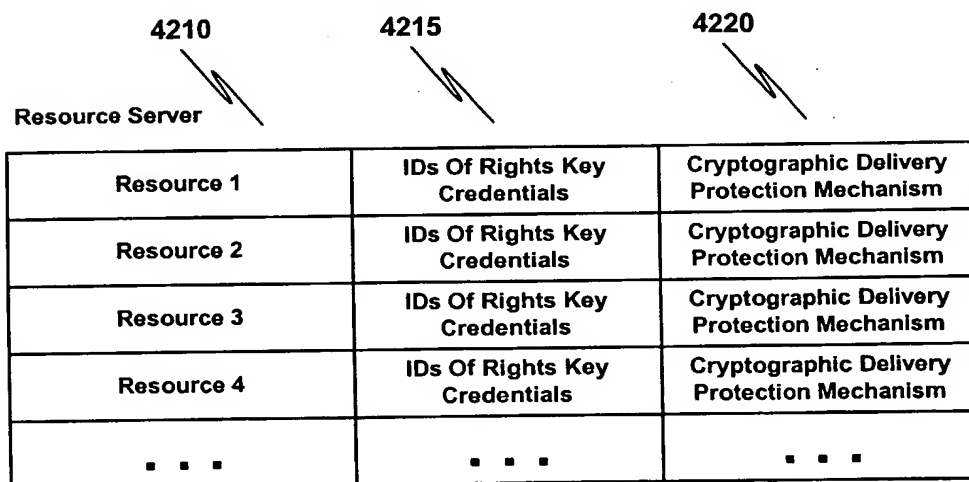 4210 4215 4220
Resource Server
Resource 1 IDs Of Rights Key Credentials Cryptographic Delivery Protection Mechanism
Resource 2 IDs Of Rights Key Credentials Cryptographic Delivery Protection Mechanism
Resource 3 IDs Of Rights Key Credentials Cryptographic Delivery Protection Mechanism
Resource 4 IDs Of Rights Key Credentials Cryptographic Delivery Protection Mechanism
. . . . . . . . .